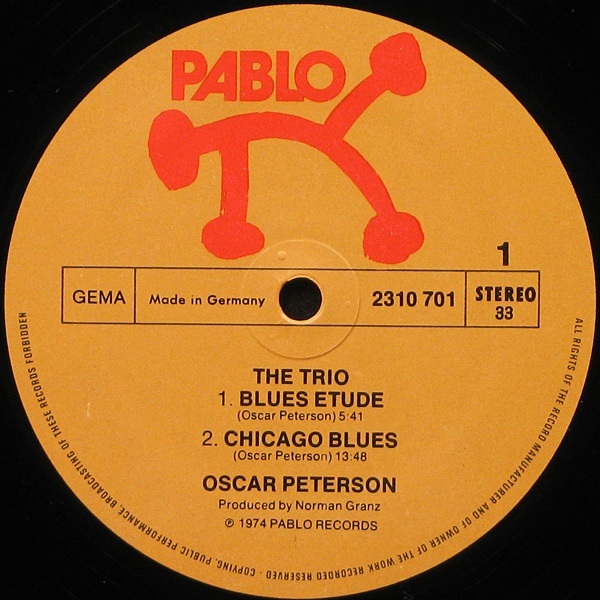 PABLO
1
GEMA
Made in Germany
2310 701
STEREO
33
THE TRIO
1. BLUES ETUDE
(Oscar Peterson) 5:41
2. CHICAGO BLUES
(Oscar Peterson) 13:48
OSCAR PETERSON
Produced by Norman Granz
℗ 1974 PABLO RECORDS
ALL RIGHTS OF THE RECORD MANUFACTURER AND OF OWNER OF THE WORK RECORDED RESERVED · COPYING, PUBLIC PERFORMANCE, BROADCASTING OF THESE RECORDS FORBIDDEN